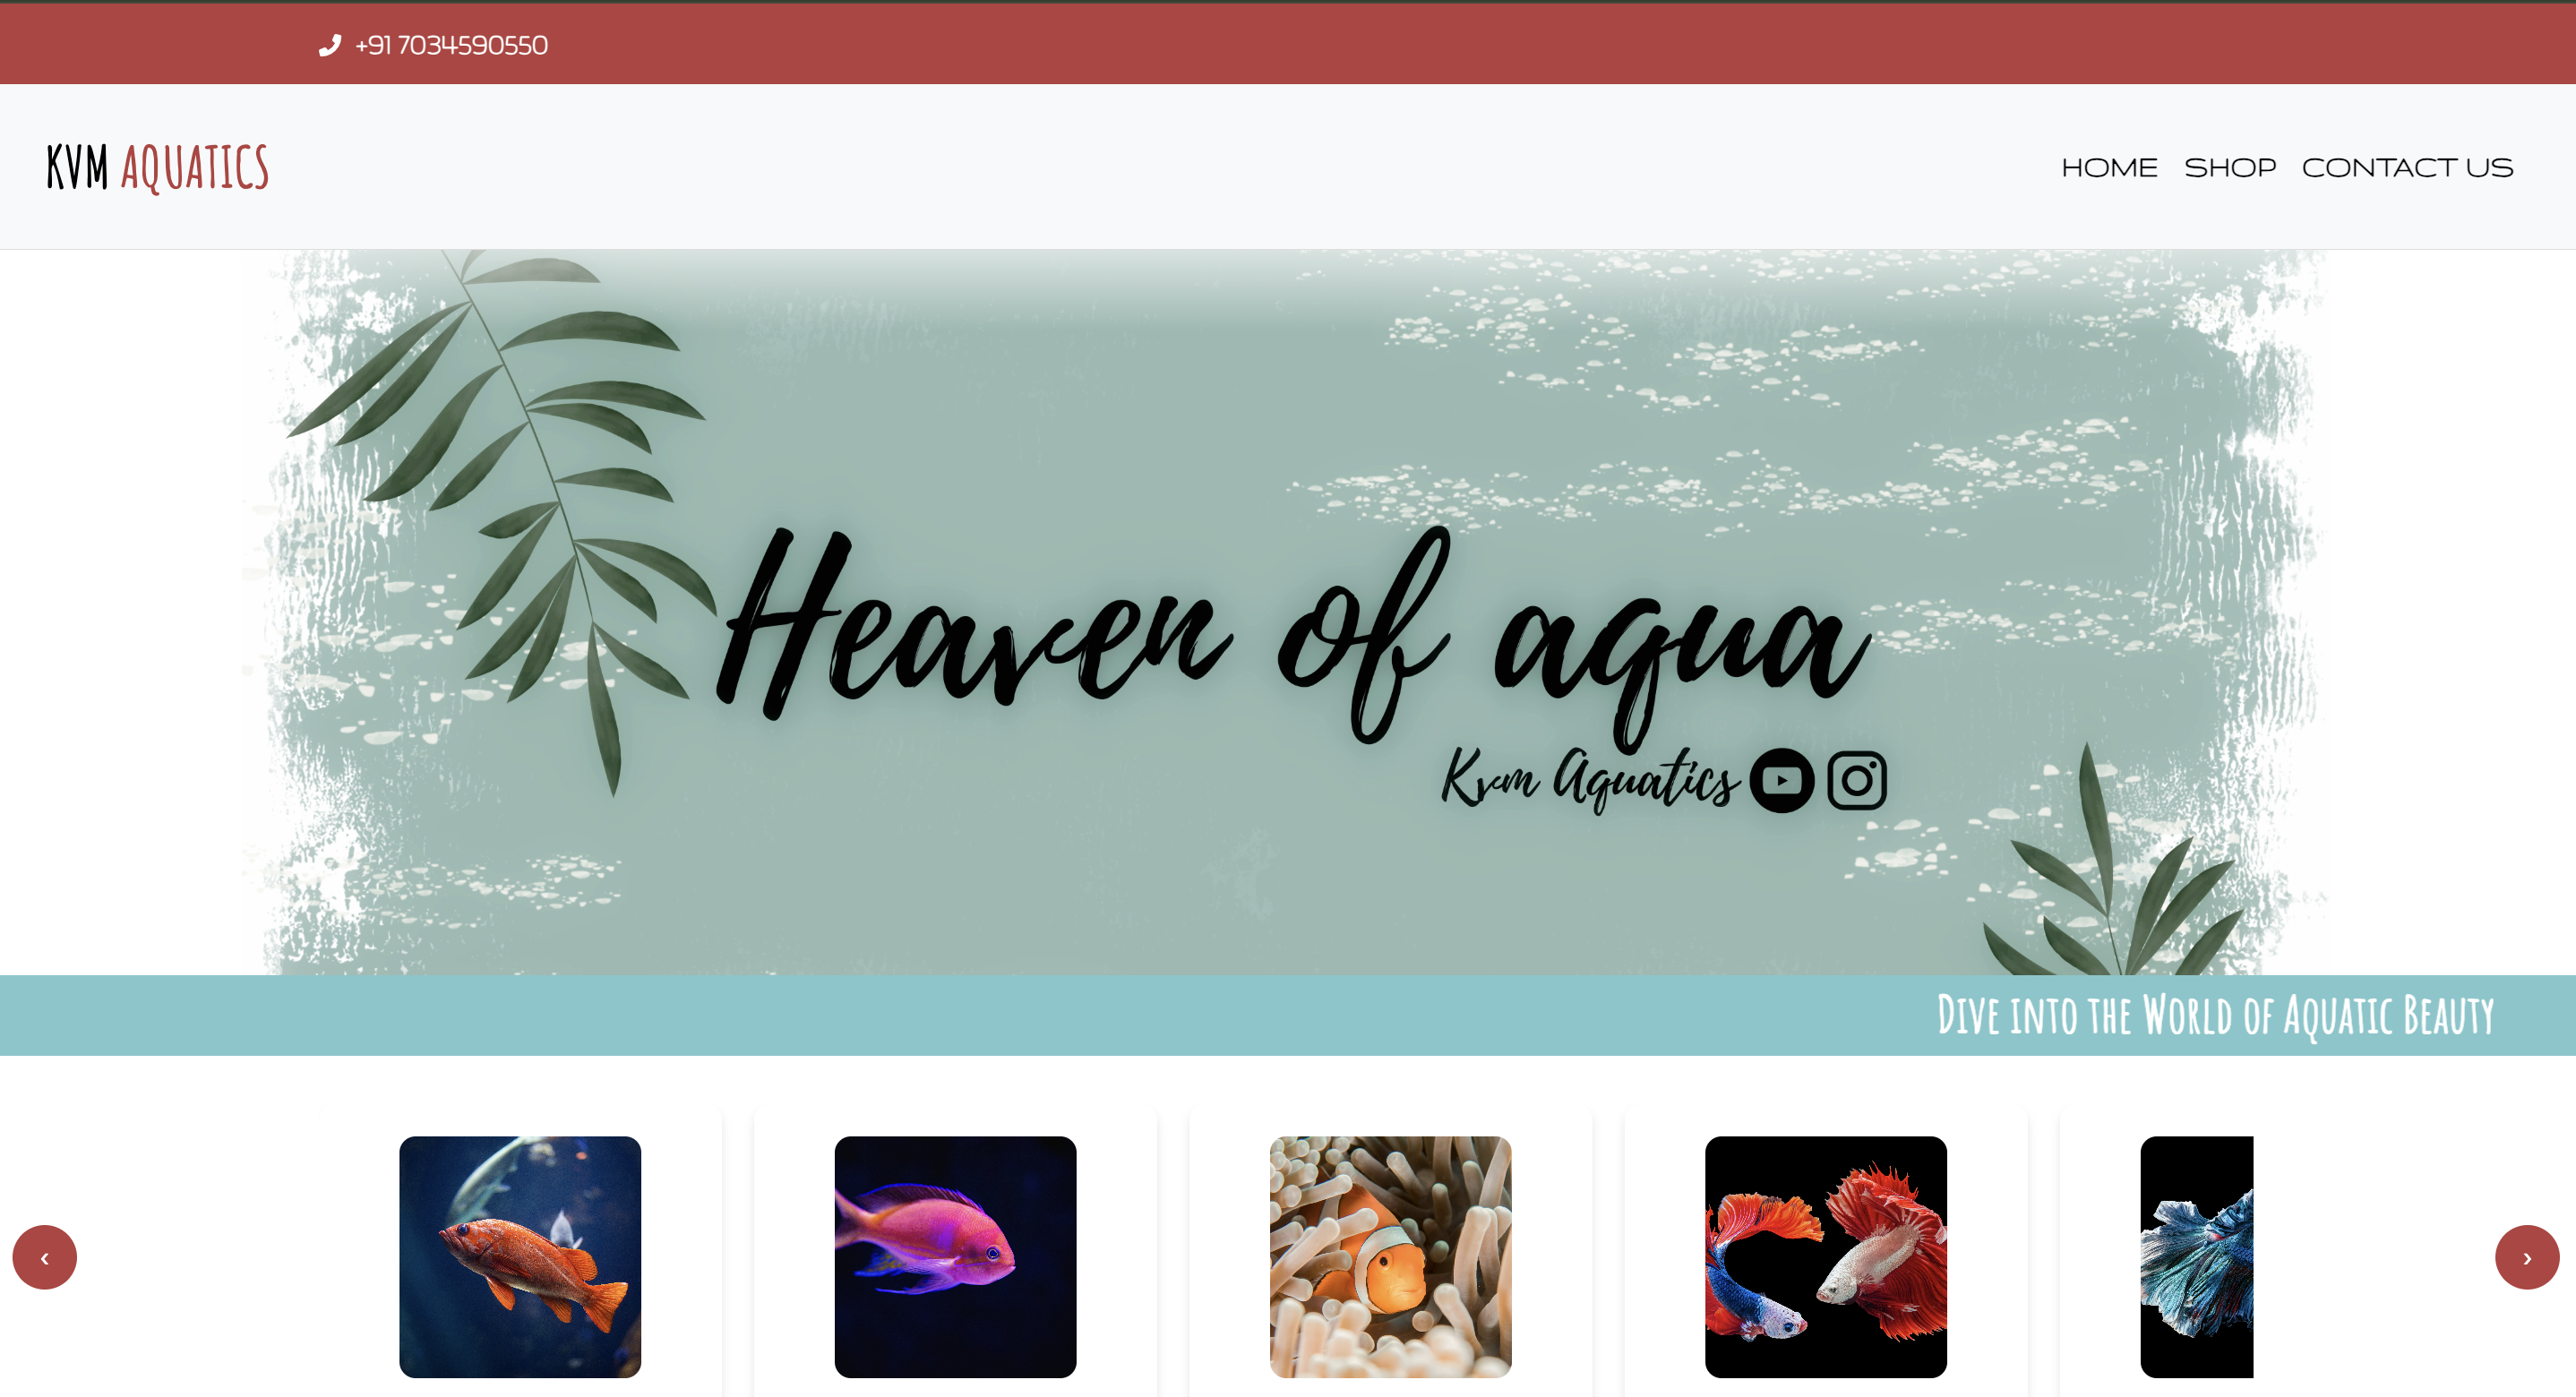 +91 7034590550
KVM AQUATICS
HOME SHOP CONTACT US
Heaven of aqua
Kvm Aquatics
Dive into the World of Aquatic Beauty
‹
›